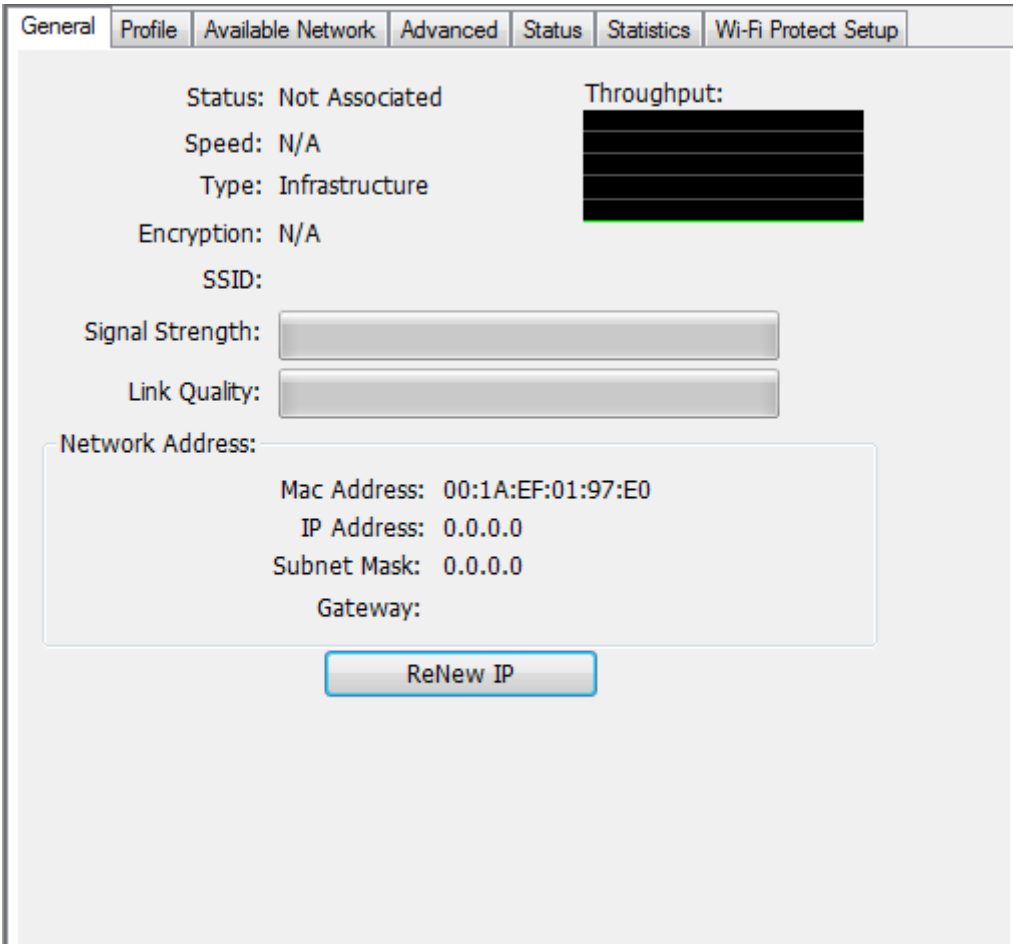 General Profile Available Network Advanced Status Statistics Wi-Fi Protect Setup
Status: Not Associated
Throughput:
Speed: N/A
Type: Infrastructure
Encryption: N/A
SSID:
Signal Strength:
Link Quality:
Network Address:
Mac Address: 00:1A:EF:01:97:E0
IP Address: 0.0.0.0
Subnet Mask: 0.0.0.0
Gateway:
ReNew IP